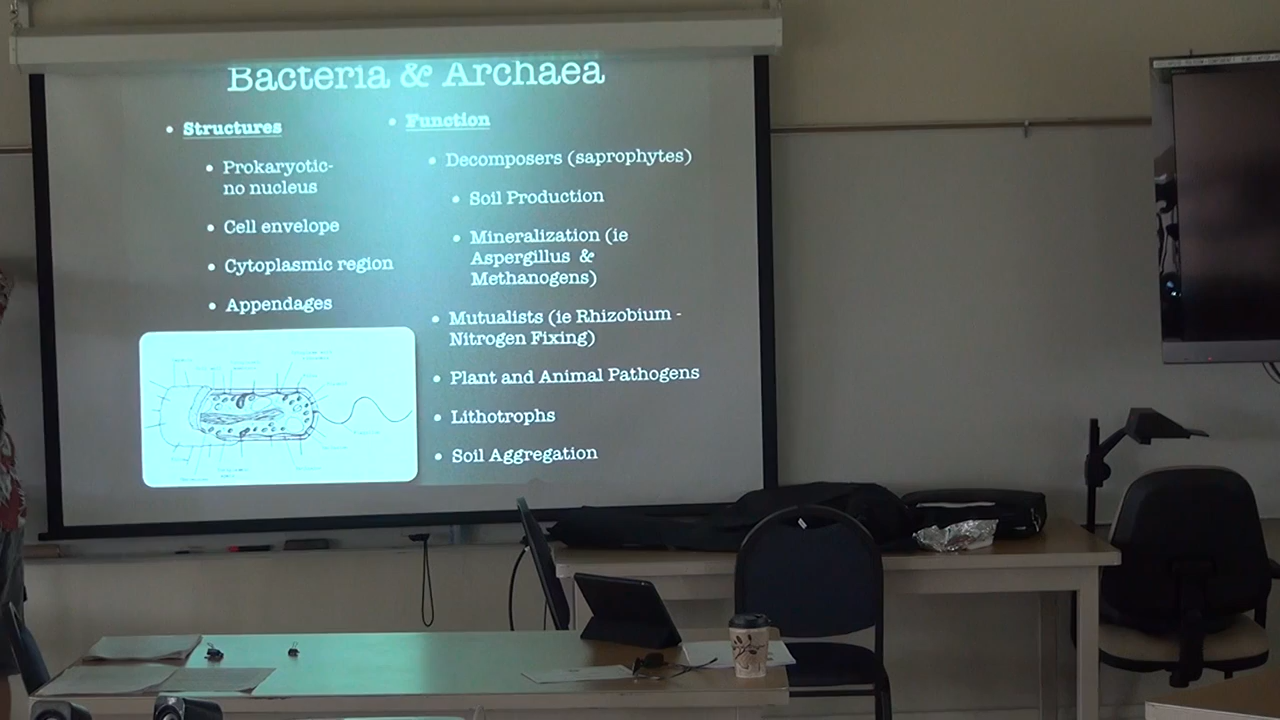 Bacteria & Archaea
Structures
Prokaryotic-
no nucleus
Cell envelope
Cytoplasmic region
Appendages
Function
Decomposers (saprophytes)
Soil Production
Mineralization (ie
Aspergillus &
Methanogens)
Mutualists (ie Rhizobium -
Nitrogen Fixing)
Plant and Animal Pathogens
Lithotrophs
Soil Aggregation